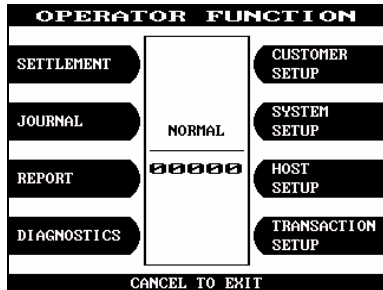 OPERATOR FUNCTION
SETTLEMENT
CUSTOMER
SETUP
JOURNAL
NORMAL
SYSTEM
SETUP
REPORT
00000
HOST
SETUP
DIAGNOSTICS
TRANSACTION
SETUP
CANCEL TO EXIT